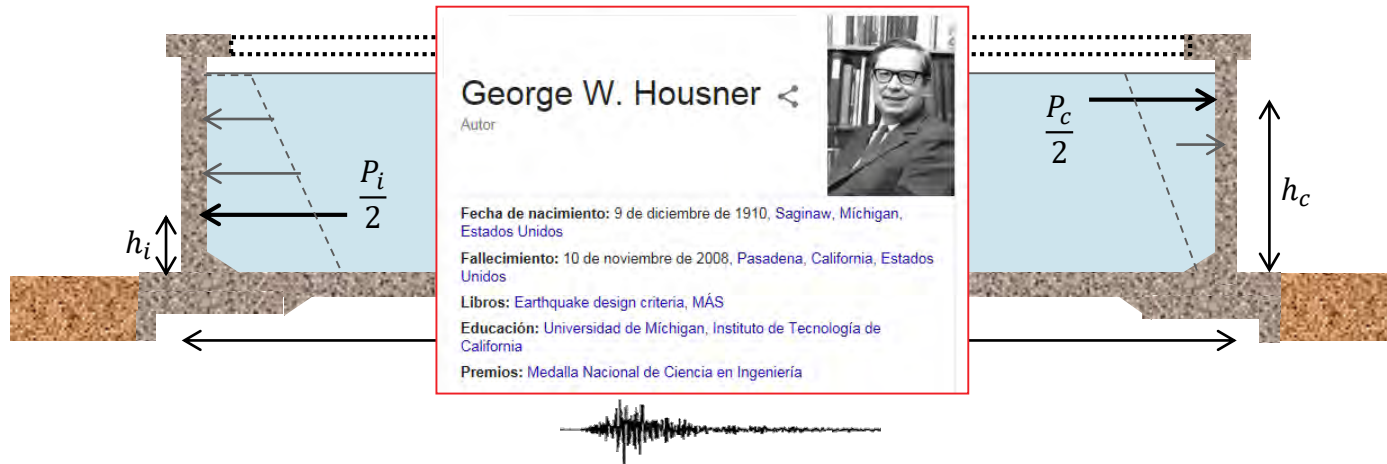 George W. Housner
Autor
Fecha de nacimiento: 9 de diciembre de 1910, Saginaw, Míchigan,
Estados Unidos
Fallecimiento: 10 de noviembre de 2008, Pasadena, California, Estados
Unidos
Libros: Earthquake design criteria, MÁS
Educación: Universidad de Míchigan, Instituto de Tecnología de
California
Premios: Medalla Nacional de Ciencia en Ingeniería
P_i/2
h_i
P_c/2
h_c